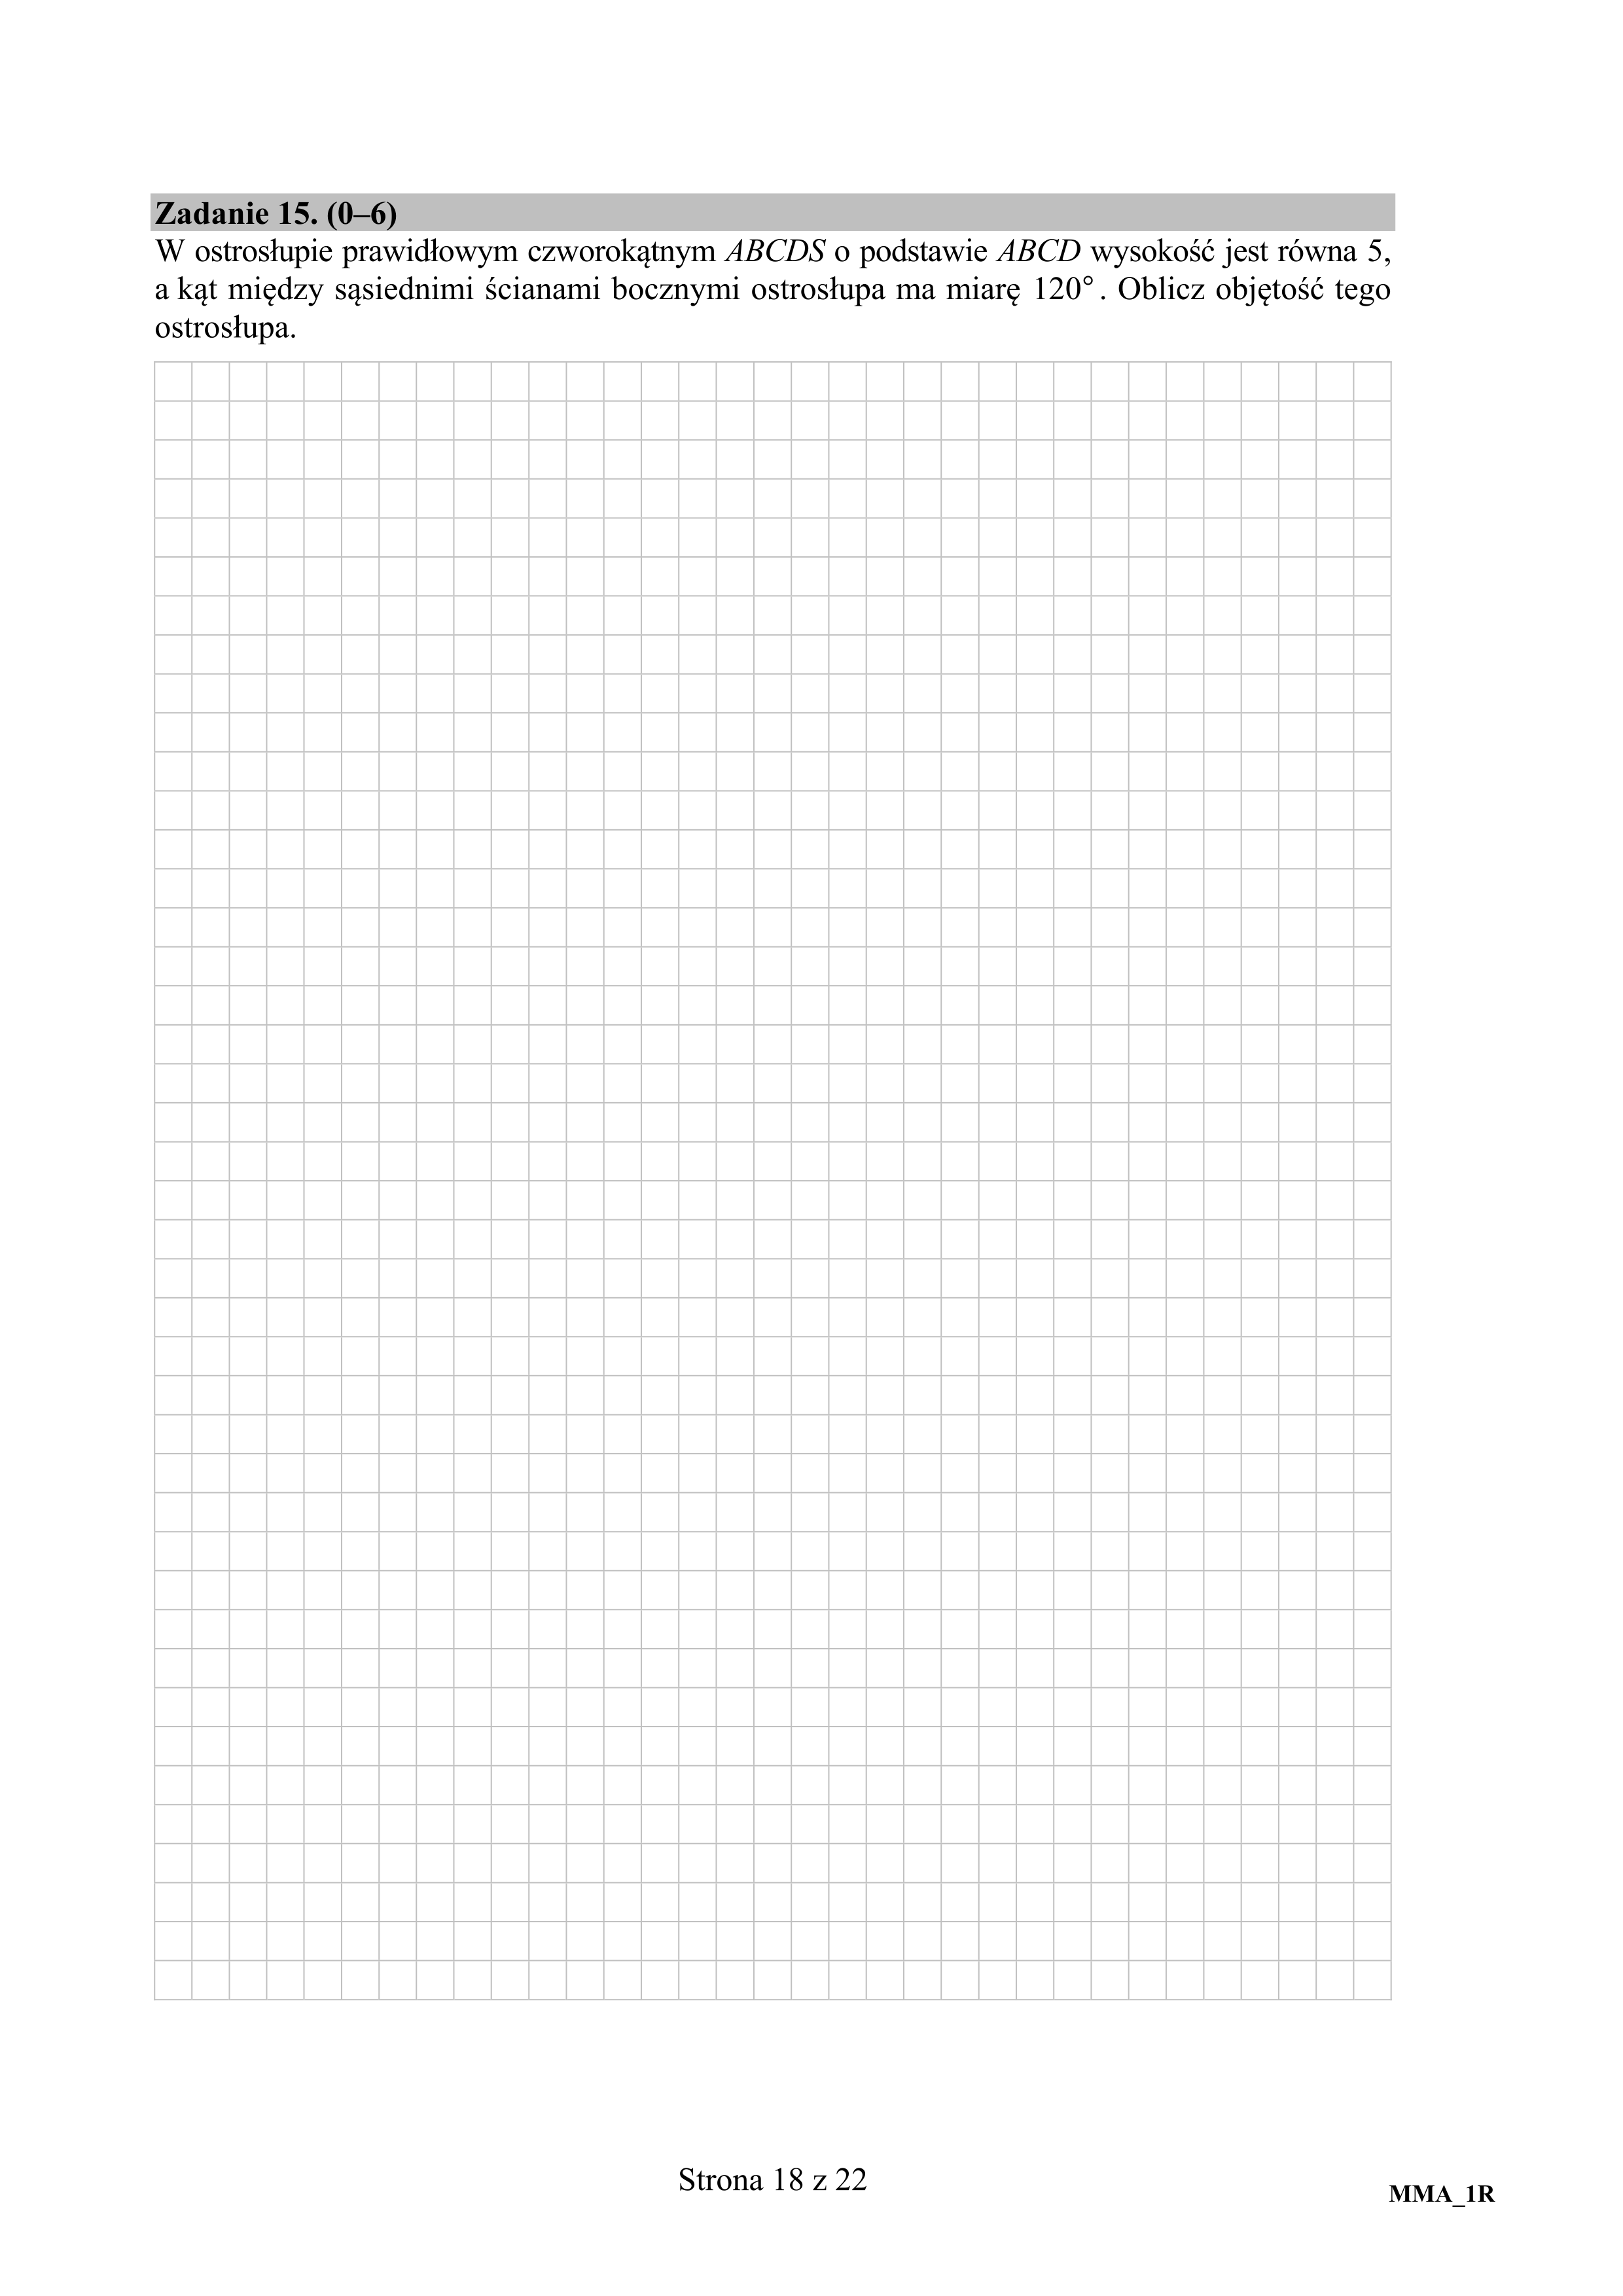 Zadanie 15. (0–6)
W ostrosłupie prawidłowym czworokątnym ABCDS o podstawie ABCD wysokość jest równa 5,
a kąt między sąsiednimi ścianami bocznymi ostrosłupa ma miarę 120° . Oblicz objętość tego
ostrosłupa.
Strona 18 z 22
MMA_1R